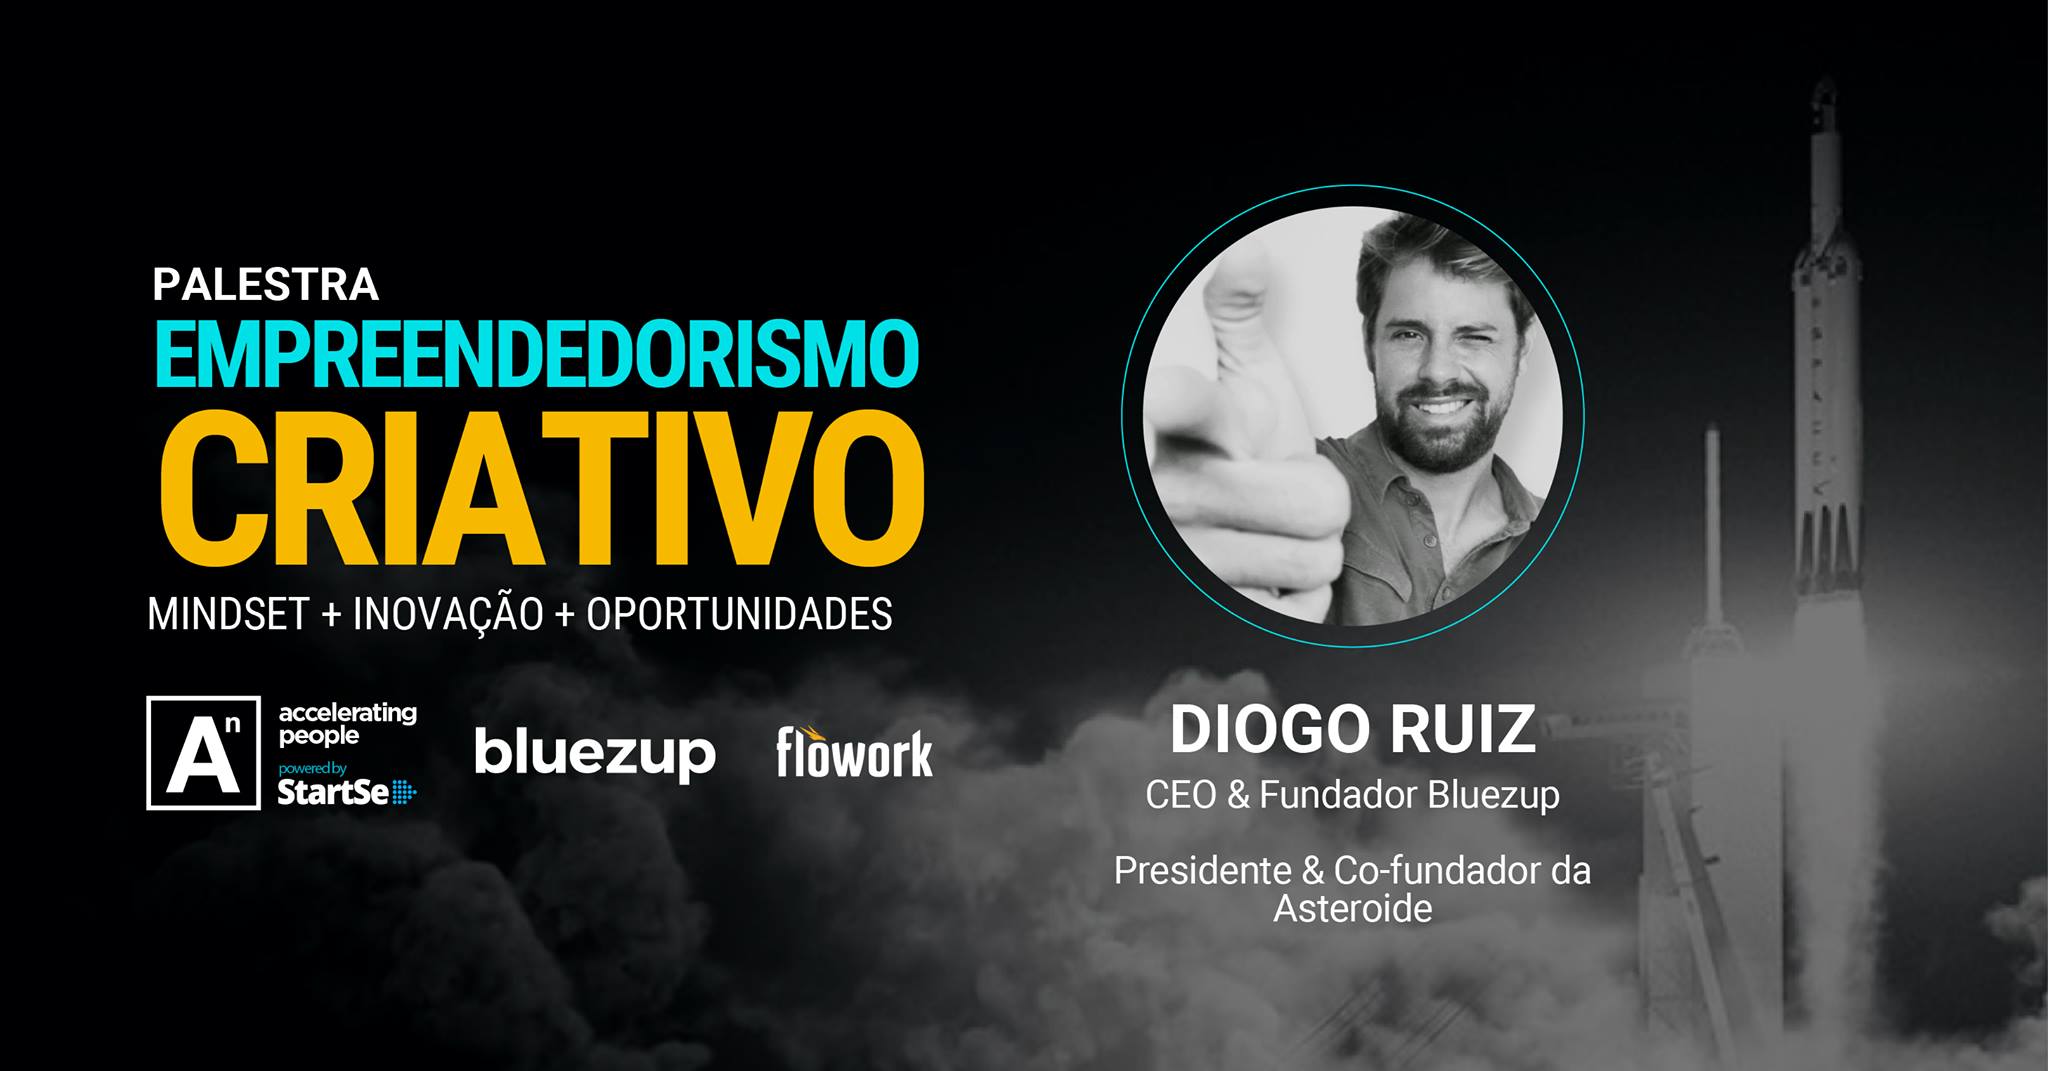 PALESTRA
EMPREENDEDORISMO
CRIATIVO
MINDSET + INOVAÇÃO + OPORTUNIDADES
An
accelerating
people
powered by
StartSe
bluezup
flowork
DIOGO RUIZ
CEO & Fundador Bluezup
Presidente & Co-fundador da
Asteroide